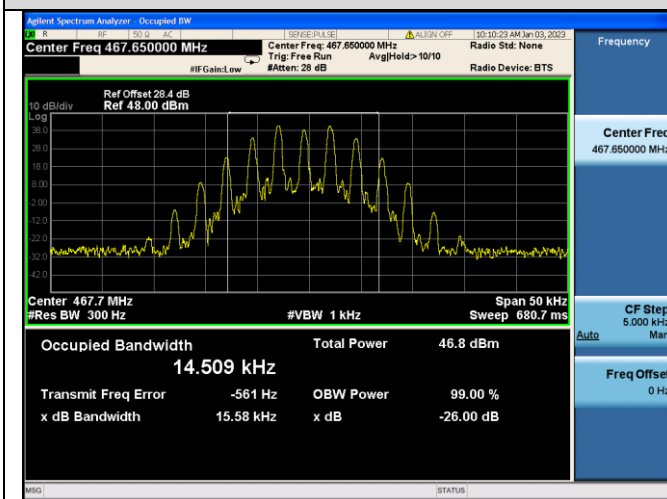 Agilent Spectrum Analyzer - Occupied BW
R RF 50 Ω AC SENSE:PULSE ALIGN OFF 10:10:23 AM Jan 03, 2023
Center Freq 467.650000 MHz
Center Freq: 467.650000 MHz
Radio Std: None
Trig: Free Run Avg|Hold:> 10/10
#IFGain:Low
#Atten: 28 dB
Radio Device: BTS
Frequency
Ref Offset 28.4 dB
10 dB/div Ref 48.00 dBm
Log
38.0
28.0
18.0
8.00
-2.00
-12.0
-22.0
-32.0
-42.0
Center Freq
467.650000 MHz
Center 467.7 MHz
Span 50 kHz
#Res BW 300 Hz
#VBW 1 kHz
Sweep 680.7 ms
CF Step
5.000 kHz
Auto Man
Occupied Bandwidth
Total Power 46.8 dBm
14.509 kHz
Transmit Freq Error -561 Hz
OBW Power 99.00 %
x dB Bandwidth 15.58 kHz
x dB -26.00 dB
Freq Offset
0 Hz
MSG
STATUS